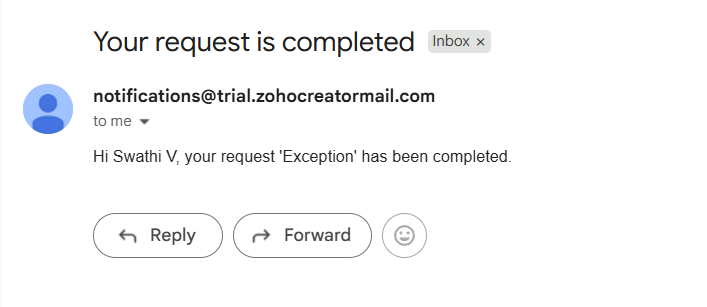 Your request is completed Inbox ×
notifications@trial.zohocreatormail.com
to me
Hi Swathi V, your request 'Exception' has been completed.
Reply Forward